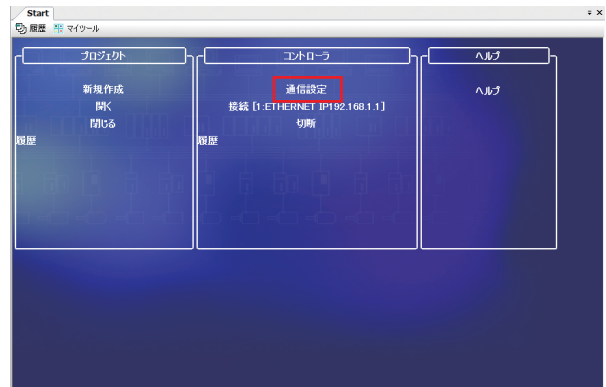 Start
履歴 マイツール
プロジェクト
新規作成
開く
閉じる
履歴
コントローラ
通信設定
接続 [1:ETHERNET IP192.168.1.1]
切断
履歴
ヘルプ
ヘルプ